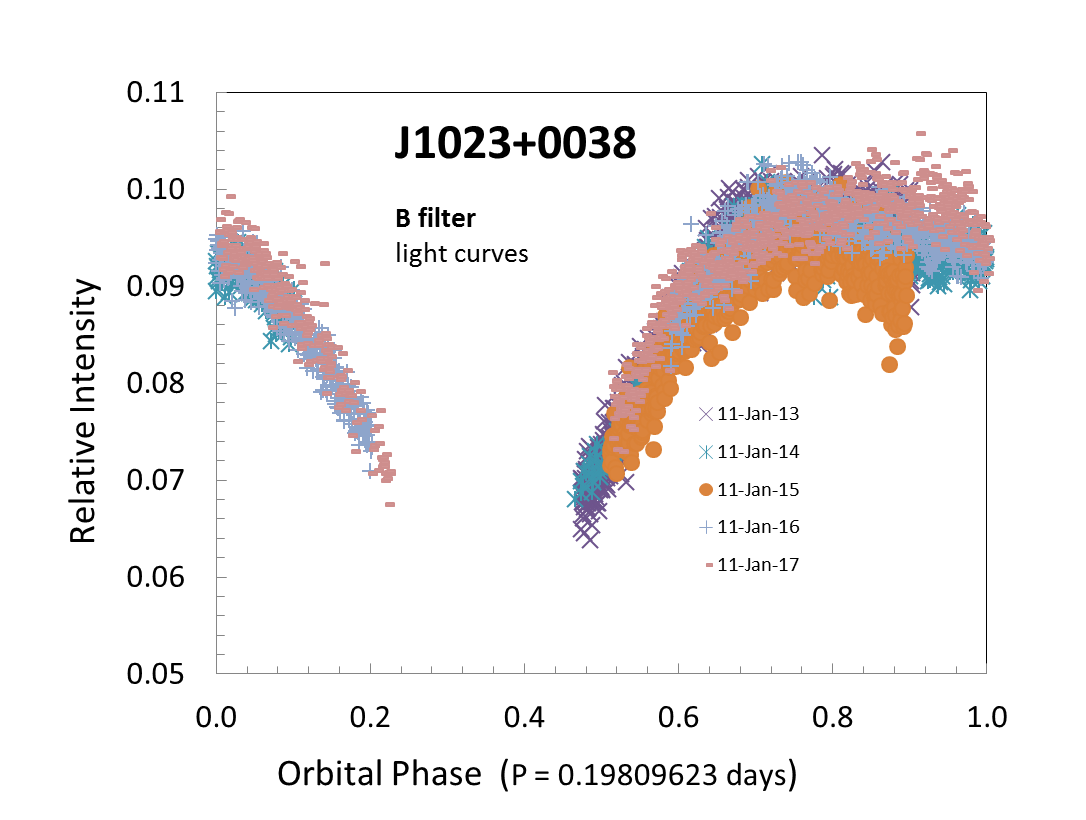 0.11
0.10
0.09
0.08
0.07
0.06
0.05
Relative Intensity
J1023+0038
B filter
light curves
11-Jan-13
11-Jan-14
11-Jan-15
11-Jan-16
11-Jan-17
0.0 0.2 0.4 0.6 0.8 1.0
Orbital Phase (P = 0.19809623 days)